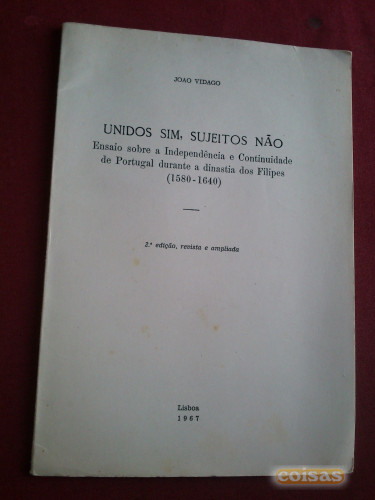 JOAO VIDAGO
UNIDOS SIM, SUJEITOS NÃO
Ensaio sobre a Independência e Continuidade
de Portugal durante a dinastia dos Filipes
(1580-1640)
2.ª edição, revista e ampliada
Lisboa
1967
coisas